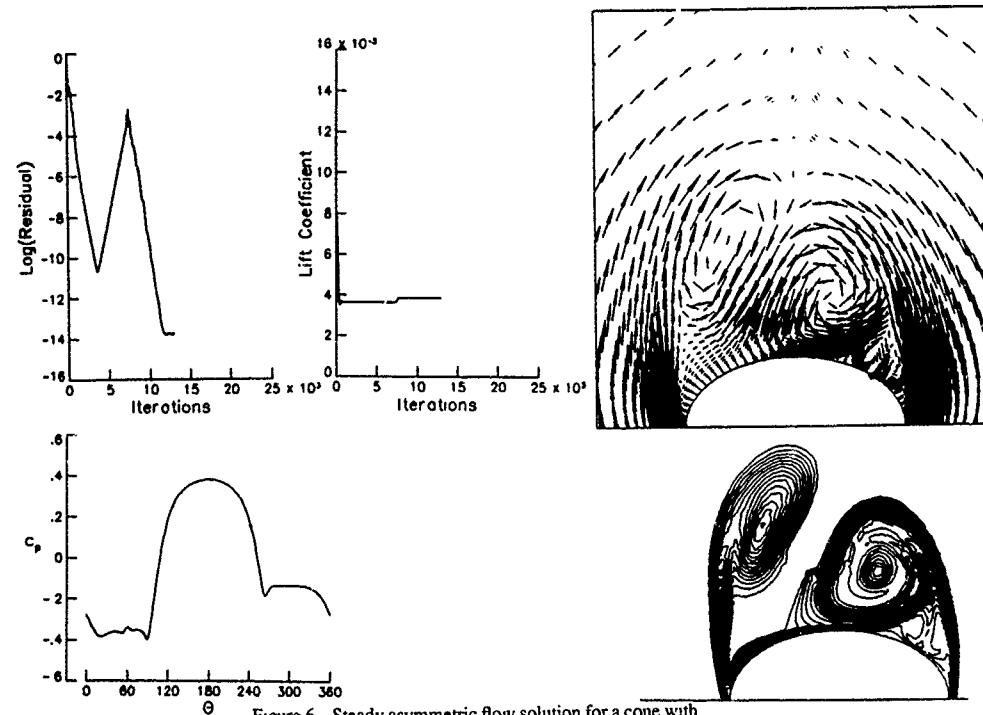 0
-2
-4
-6
-8
-10
-12
-14
-16
Log(Residual)
0 5 10 15 20 25 x 10³
Iterations
16 x 10⁻³
14
12
10
8
6
4
2
0
Lift Coefficient
0 5 10 15 20 25 x 10³
Iterations
.6
.4
.2
0
-.2
-.4
-6
Cp
0 60 120 180 240 300 360
Θ
Figure 6. Steady asymmetric flow solution for a cone with